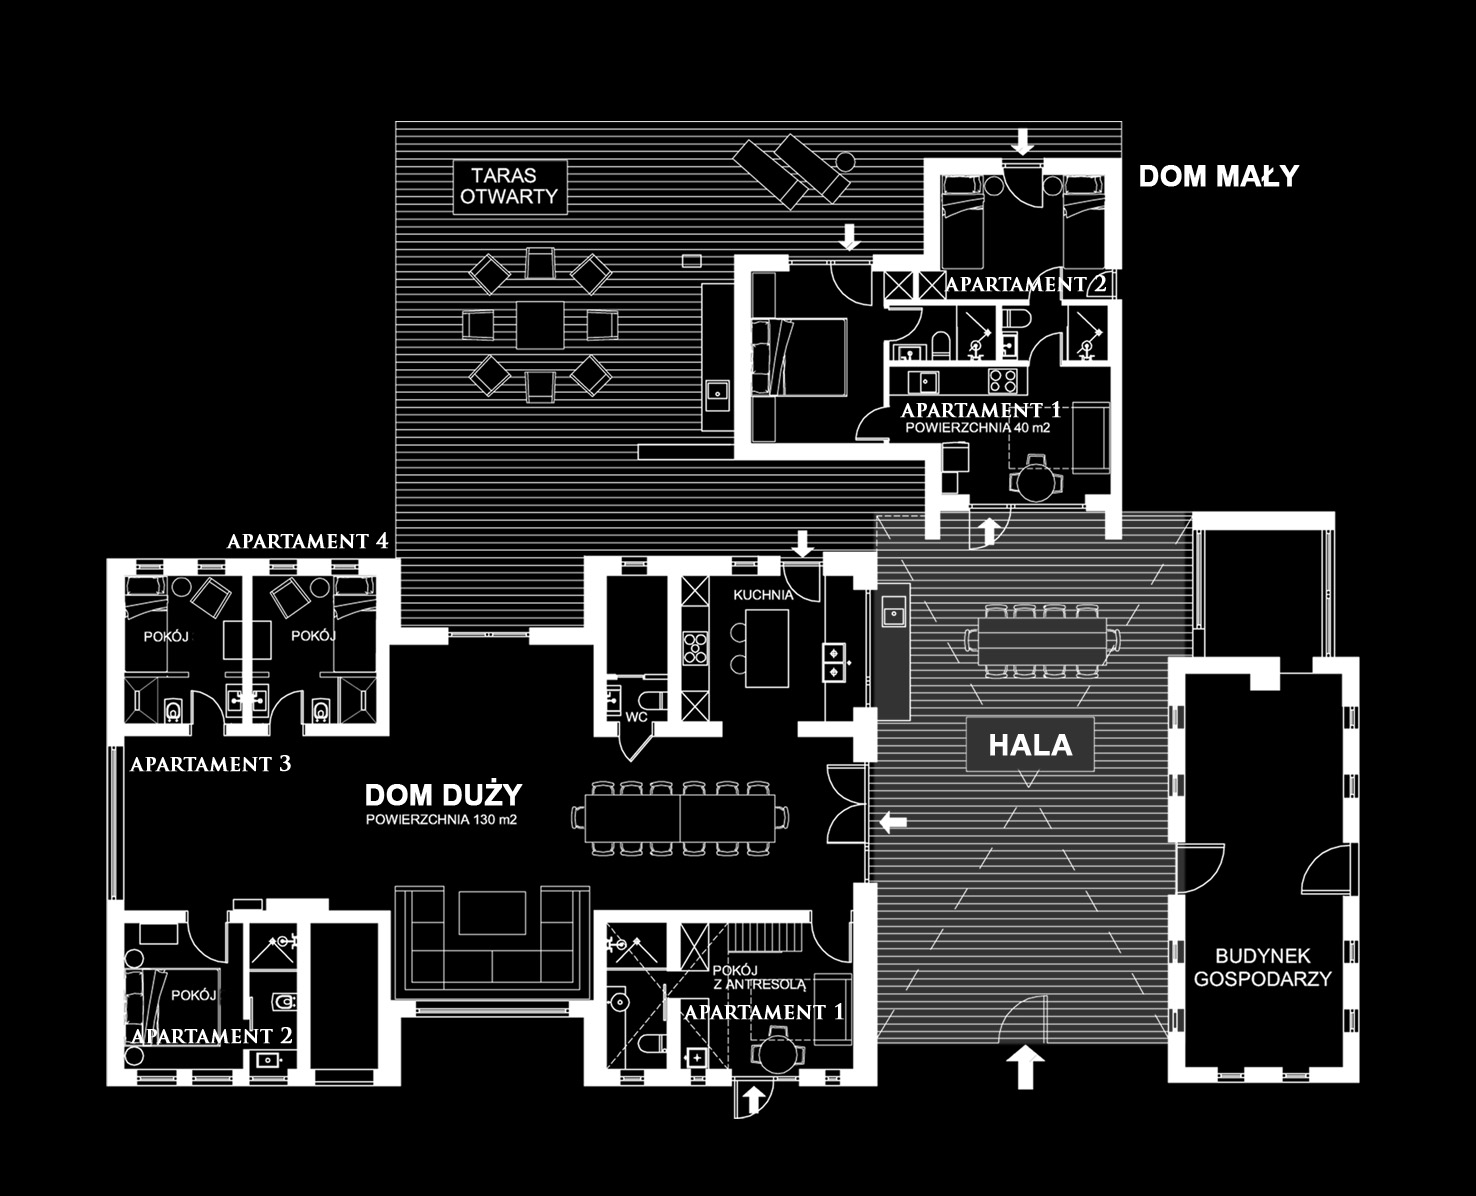 TARAS
OTWARTY
DOM MAŁY
APARTAMENT 2
APARTAMENT 1
POWIERZCHNIA 40 m2
APARTAMENT 4
POKÓJ
POKÓJ
KUCHNIA
WC
APARTAMENT 3
HALA
DOM DUŻY
POWIERZCHNIA 130 m2
POKÓJ
APARTAMENT 2
POKÓJ
Z ANTRESOLĄ
APARTAMENT 1
BUDYNEK
GOSPODARZY